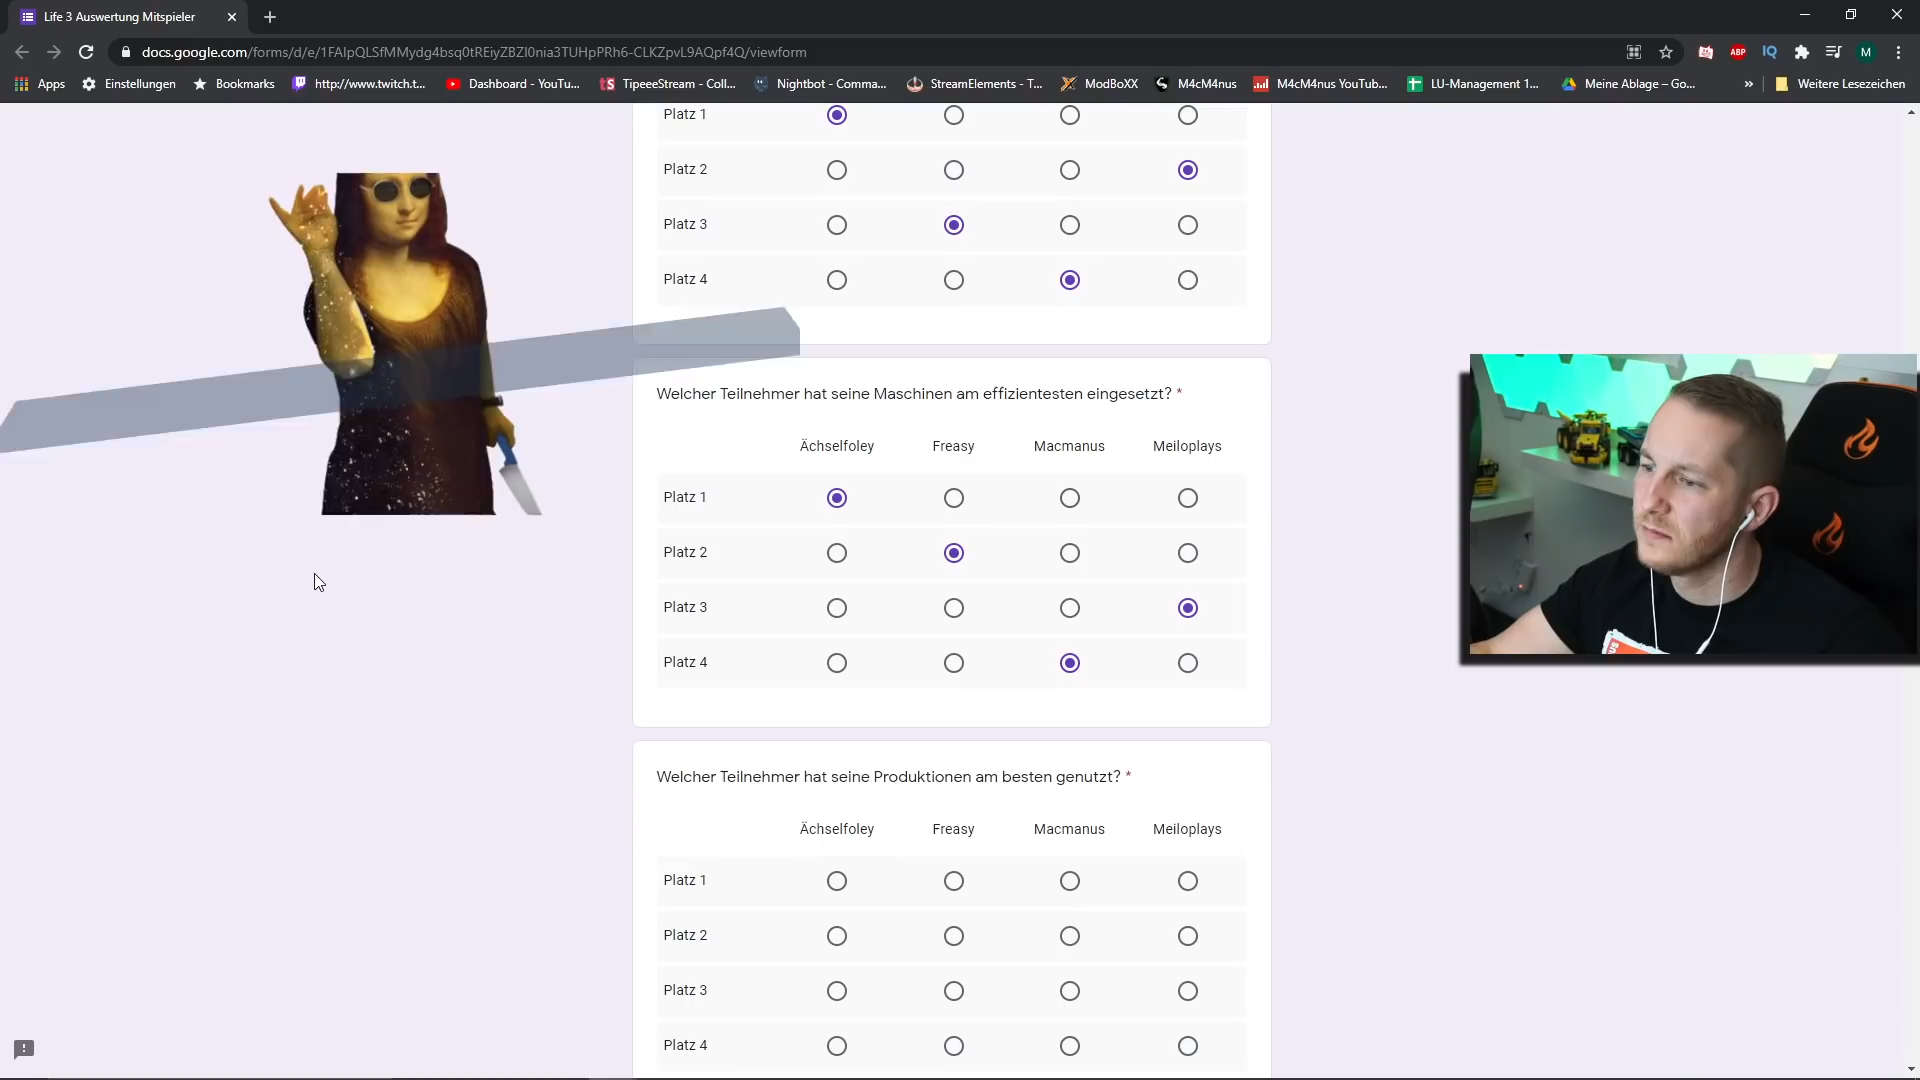 Life 3 Auswertung Mitspieler
docs.google.com/forms/d/e/1FAIpQLSfMMydg4bsq0tREiyZBZl0nia3TUHpPRh6-CLKZpvL9AQpf4Q/viewform
ABP
IQ
M
Apps
Einstellungen
Bookmarks
http://www.twitch.t...
Dashboard - YouTu...
TipeeeStream - Coll...
Nightbot - Comma...
StreamElements - T...
ModBoXX
M4cM4nus
M4cM4nus YouTub...
LU-Management 1...
Meine Ablage – Go...
»
Weitere Lesezeichen
Platz 1
Platz 2
Platz 3
Platz 4
Welcher Teilnehmer hat seine Maschinen am effizientesten eingesetzt? *
Ächselfoley Freasy Macmanus Meiloplays
Platz 1
Platz 2
Platz 3
Platz 4
Welcher Teilnehmer hat seine Produktionen am besten genutzt? *
Ächselfoley Freasy Macmanus Meiloplays
Platz 1
Platz 2
Platz 3
Platz 4